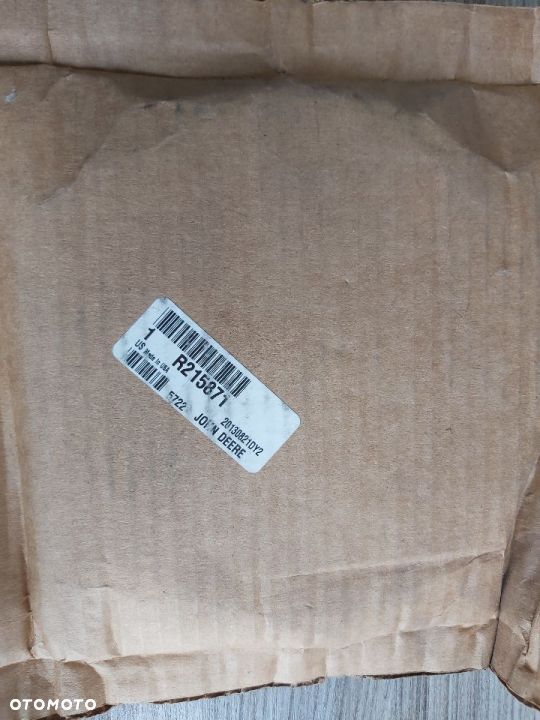 1 R215871
US Made in USA 20130821DY2
5722 JOHN DEERE
OTOMOTO